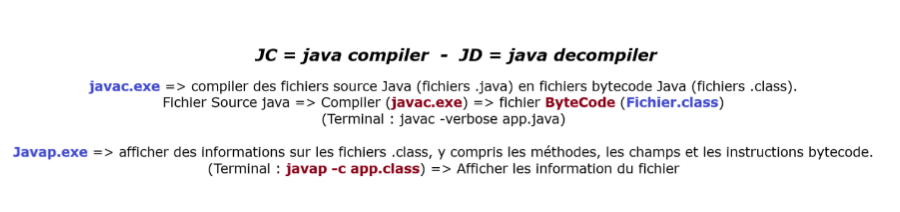 JC = java compiler - JD = java decompiler
javac.exe => compiler des fichiers source Java (fichiers .java) en fichiers bytecode Java (fichiers .class).
Fichier Source java => Compiler (javac.exe) => fichier ByteCode (Fichier.class)
(Terminal : javac -verbose app.java)
Javap.exe => afficher des informations sur les fichiers .class, y compris les méthodes, les champs et les instructions bytecode.
(Terminal : javap -c app.class) => Afficher les information du fichier